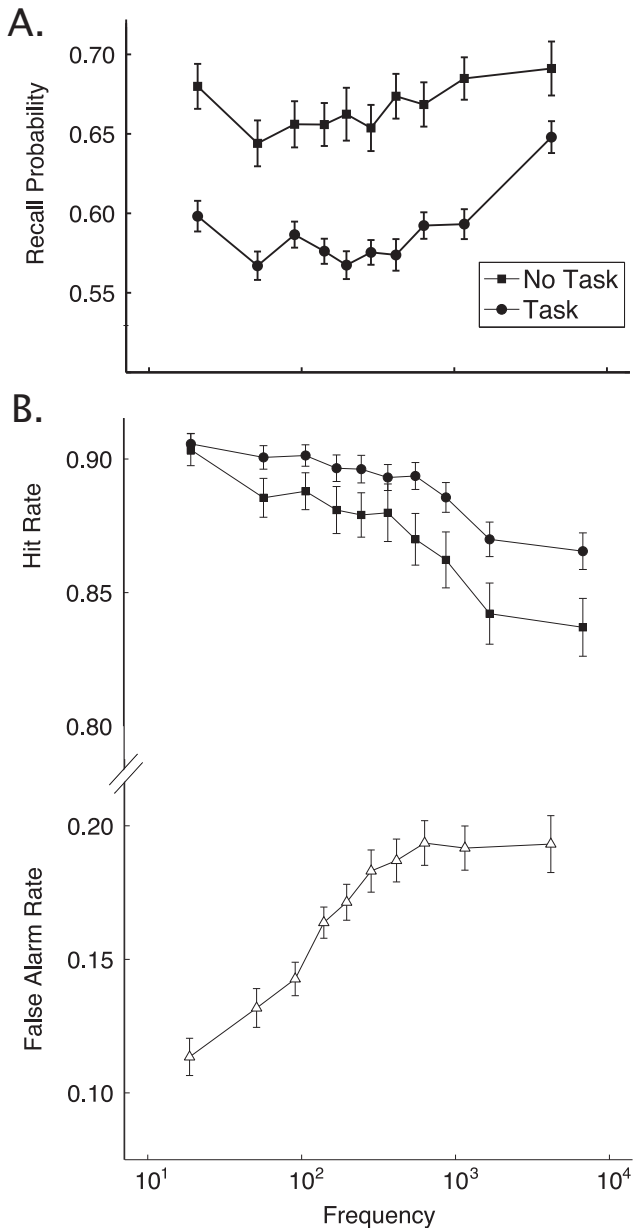 A.
0.70
0.65
0.60
0.55
Recall Probability
No Task
Task
B.
0.90
0.85
0.80
Hit Rate
0.20
0.15
0.10
False Alarm Rate
10¹ 10² 10³ 10⁴
Frequency